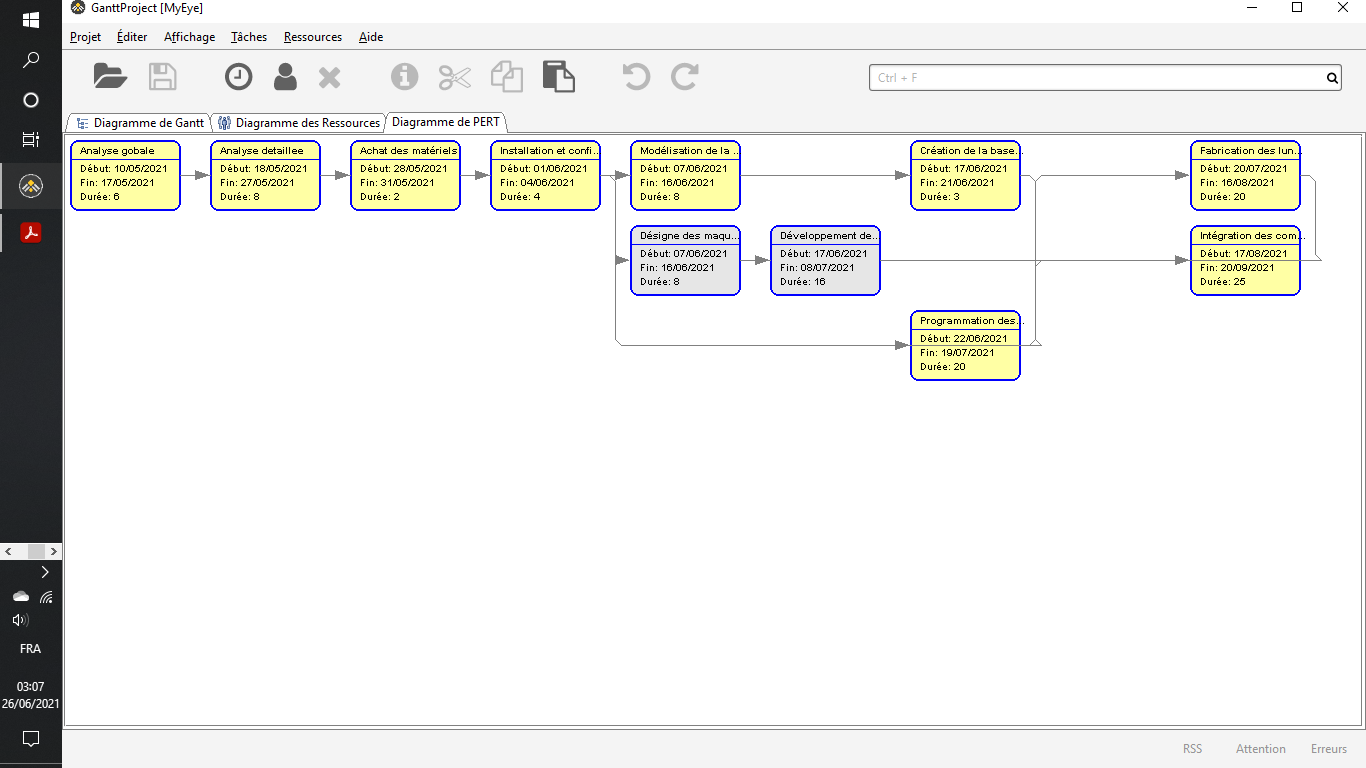 GanttProject [MyEye]
Projet Éditer Affichage Tâches Ressources Aide
Ctrl + F
Diagramme de Gantt Diagramme des Ressources Diagramme de PERT
Analyse gobale
Début: 10/05/2021
Fin: 17/05/2021
Durée: 6
Analyse detaillee
Début: 18/05/2021
Fin: 27/05/2021
Durée: 8
Achat des matériels
Début: 28/05/2021
Fin: 31/05/2021
Durée: 2
Installation et confi...
Début: 01/06/2021
Fin: 04/06/2021
Durée: 4
Modélisation de la ...
Début: 07/06/2021
Fin: 16/06/2021
Durée: 8
Création de la base...
Début: 17/06/2021
Fin: 21/06/2021
Durée: 3
Fabrication des lun...
Début: 20/07/2021
Fin: 16/08/2021
Durée: 20
Désigne des maqu...
Début: 07/06/2021
Fin: 16/06/2021
Durée: 8
Développement de...
Début: 17/06/2021
Fin: 08/07/2021
Durée: 16
Intégration des com...
Début: 17/08/2021
Fin: 20/09/2021
Durée: 25
Programmation des...
Début: 22/06/2021
Fin: 19/07/2021
Durée: 20
FRA
03:07
26/06/2021
RSS Attention Erreurs